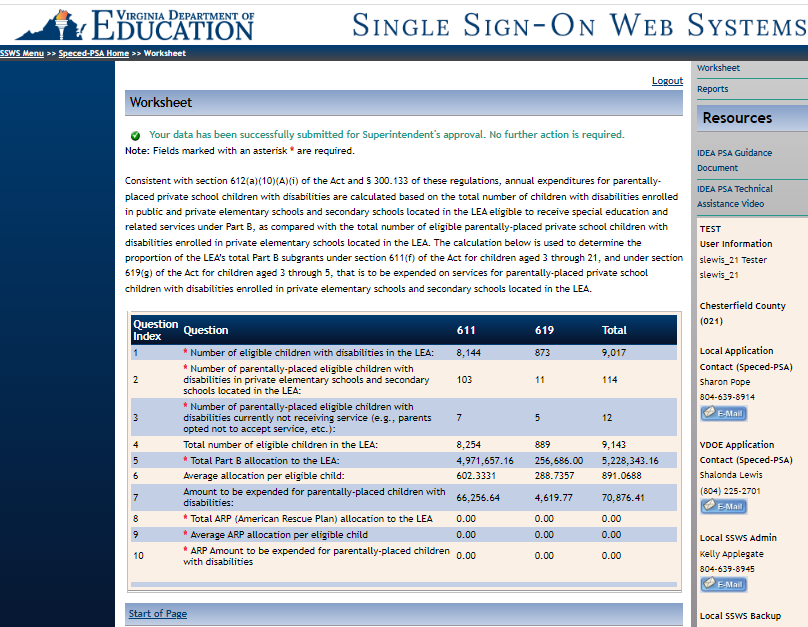 VIRGINIA DEPARTMENT OF
EDUCATION
SINGLE SIGN-ON WEB SYSTEMS
SSWS Menu >> Speced-PSA Home >> Worksheet
Logout
Worksheet
Your data has been successfully submitted for Superintendent's approval. No further action is required.
Note: Fields marked with an asterisk * are required.
Consistent with section 612(a)(10)(A)(i) of the Act and § 300.133 of these regulations, annual expenditures for parentally-
placed private school children with disabilities are calculated based on the total number of children with disabilities enrolled
in public and private elementary schools and secondary schools located in the LEA eligible to receive special education and
related services under Part B, as compared with the total number of eligible parentally-placed private school children with
disabilities enrolled in private elementary schools located in the LEA. The calculation below is used to determine the
proportion of the LEA's total Part B subgrants under section 611(f) of the Act for children aged 3 through 21, and under section
619(g) of the Act for children aged 3 through 5, that is to be expended on services for parentally-placed private school
children with disabilities enrolled in private elementary schools and secondary schools located in the LEA.
Question
Index
Question 611 619 Total
1 * Number of eligible children with disabilities in the LEA: 8,144 873 9,017
* Number of parentally-placed eligible children with
2 disabilities in private elementary schools and secondary 103 11 114
schools located in the LEA:
* Number of parentally-placed eligible children with
3 disabilities currently not receiving service (e.g., parents 7 5 12
opted not to accept service, etc.):
4 Total number of eligible children in the LEA: 8,254 889 9,143
5 * Total Part B allocation to the LEA: 4,971,657.16 256,686.00 5,228,343.16
6 Average allocation per eligible child: 602.3331 288.7357 891.0688
7 Amount to be expended for parentally-placed children with 66,256.64 4,619.77 70,876.41
disabilities:
8 * Total ARP (American Rescue Plan) allocation to the LEA 0.00 0.00 0.00
9 * Average ARP allocation per eligible child 0.00 0.00 0.00
10 * ARP Amount to be expended for parentally-placed children 0.00 0.00 0.00
with disabilities
Start of Page
Worksheet
Reports
Resources
IDEA PSA Guidance
Document
IDEA PSA Technical
Assistance Video
TEST
User Information
slewis_21 Tester
slewis_21
Chesterfield County
(021)
Local Application
Contact (Speced-PSA)
Sharon Pope
804-639-8914
E-Mail
VDOE Application
Contact (Speced-PSA)
Shalonda Lewis
(804) 225-2701
E-Mail
Local SSWS Admin
Kelly Applegate
804-639-8945
E-Mail
Local SSWS Backup